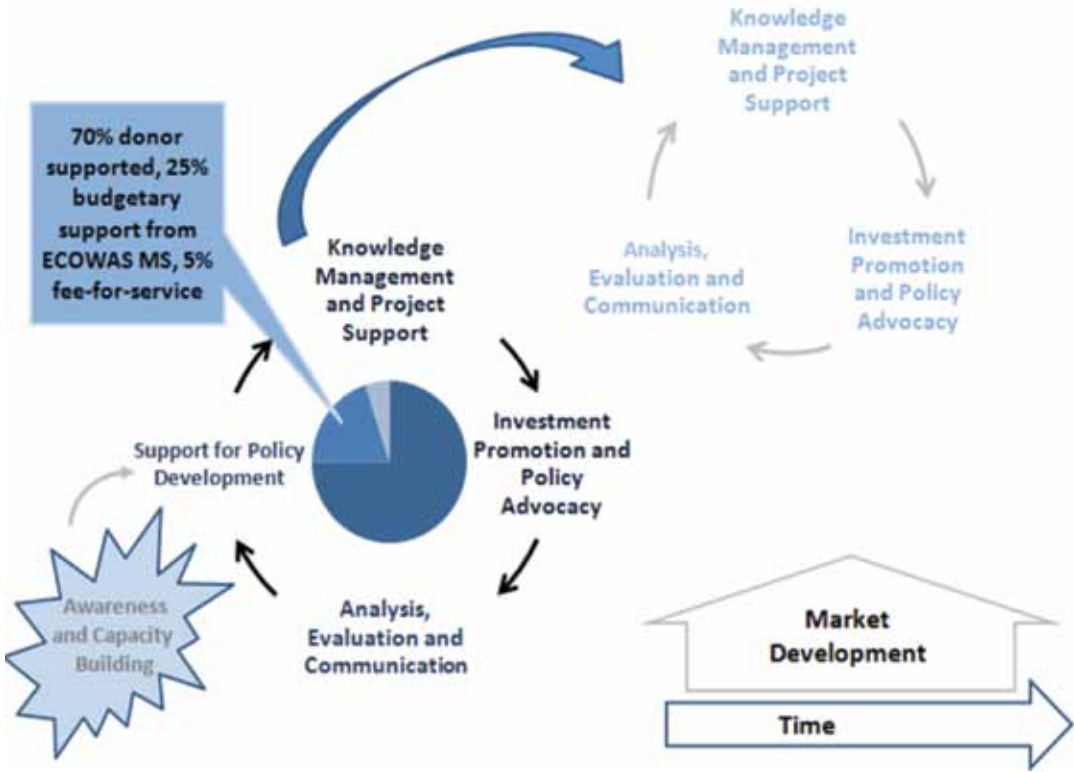 Knowledge
Management
and Project
Support
70% donor
supported, 25%
budgetary
support from
ECOWAS MS, 5%
fee-for-service
Knowledge
Management
and Project
Support
Analysis,
Evaluation and
Communication
Investment
Promotion
and Policy
Advocacy
Support for Policy
Development
Investment
Promotion and
Policy
Advocacy
Awareness
and Capacity
Building
Analysis,
Evaluation and
Communication
Market
Development
Time